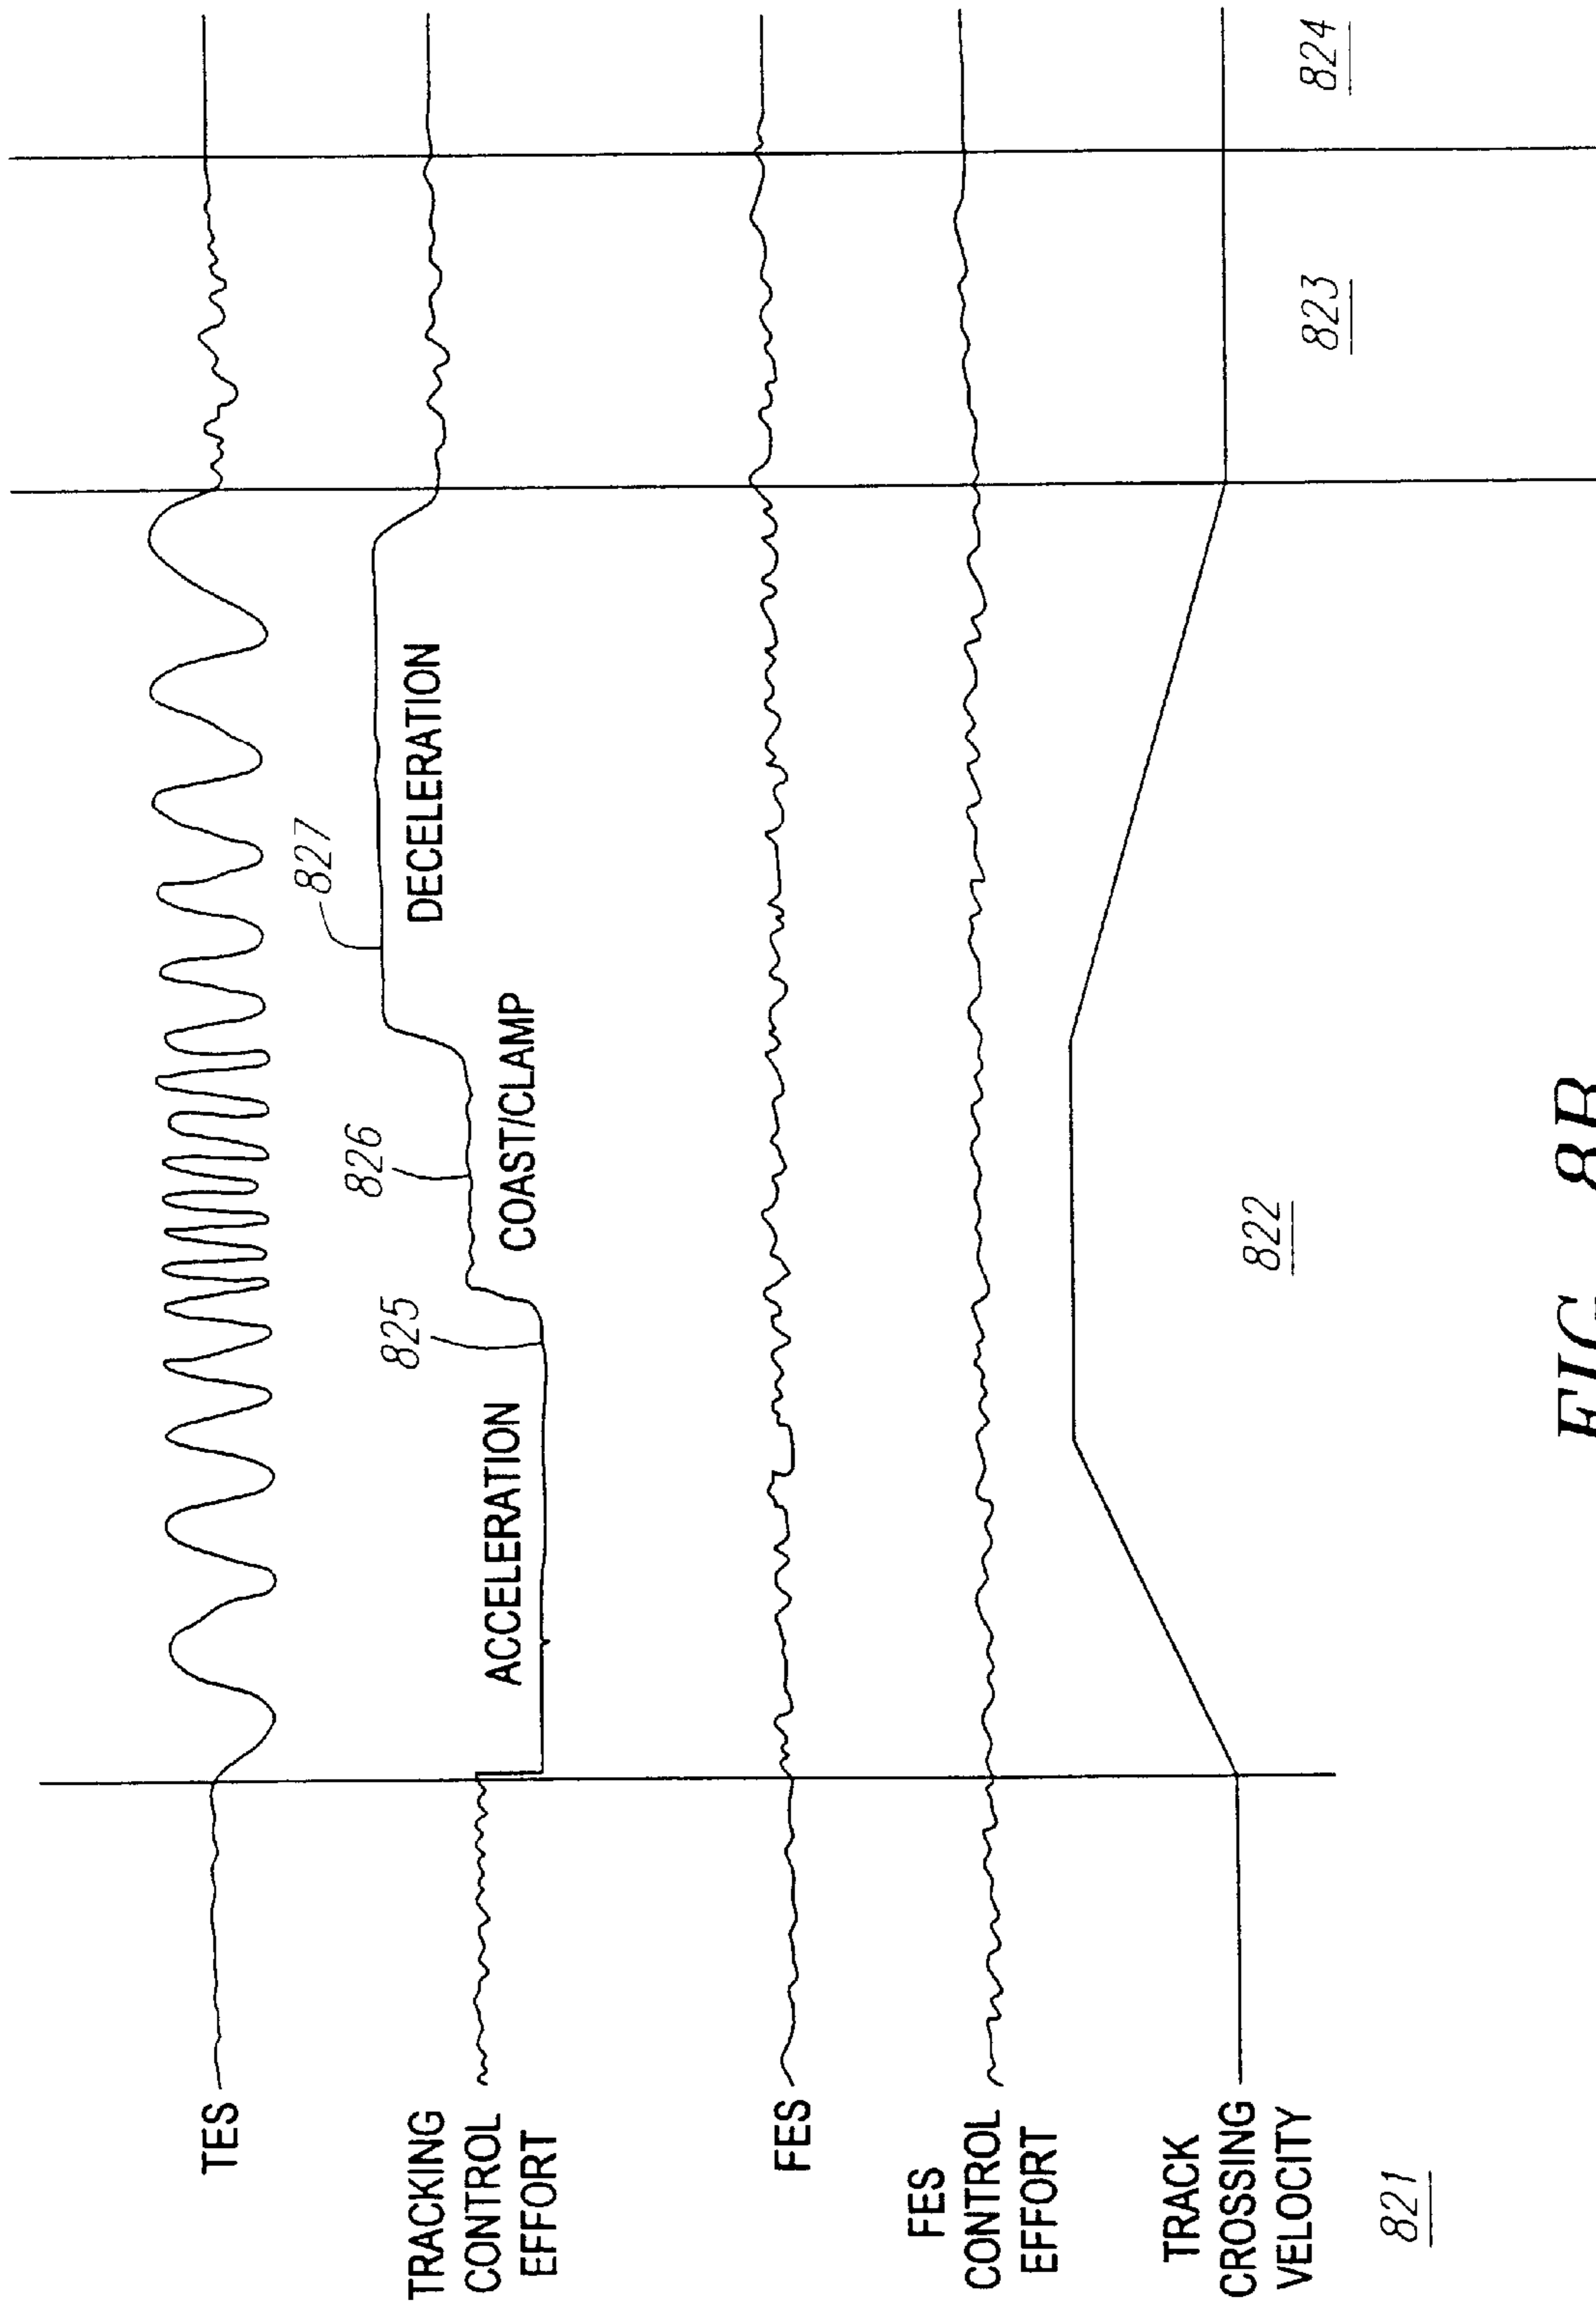 TES
TRACKING
CONTROL
EFFORT
FES
FES
CONTROL
EFFORT
TRACK
CROSSING
VELOCITY
821
ACCELERATION
825
COAST/CLAMP
826
DECELERATION
827
822
823
824
FIG. 8B